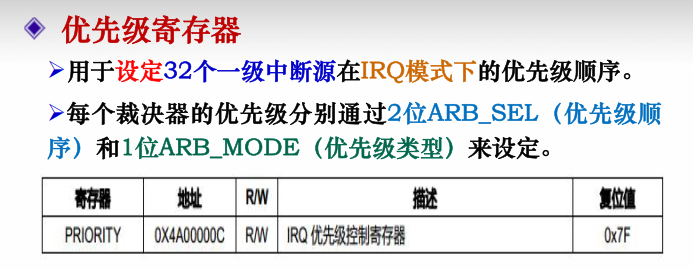 优先级寄存器
用于设定32个一级中断源在IRQ模式下的优先级顺序。
每个裁决器的优先级分别通过2位ARB_SEL（优先级顺
序）和1位ARB_MODE（优先级类型）来设定。
寄存器 地址 R/W 描述 复位值
PRIORITY 0X4A00000C R/W IRQ 优先级控制寄存器 0x7F